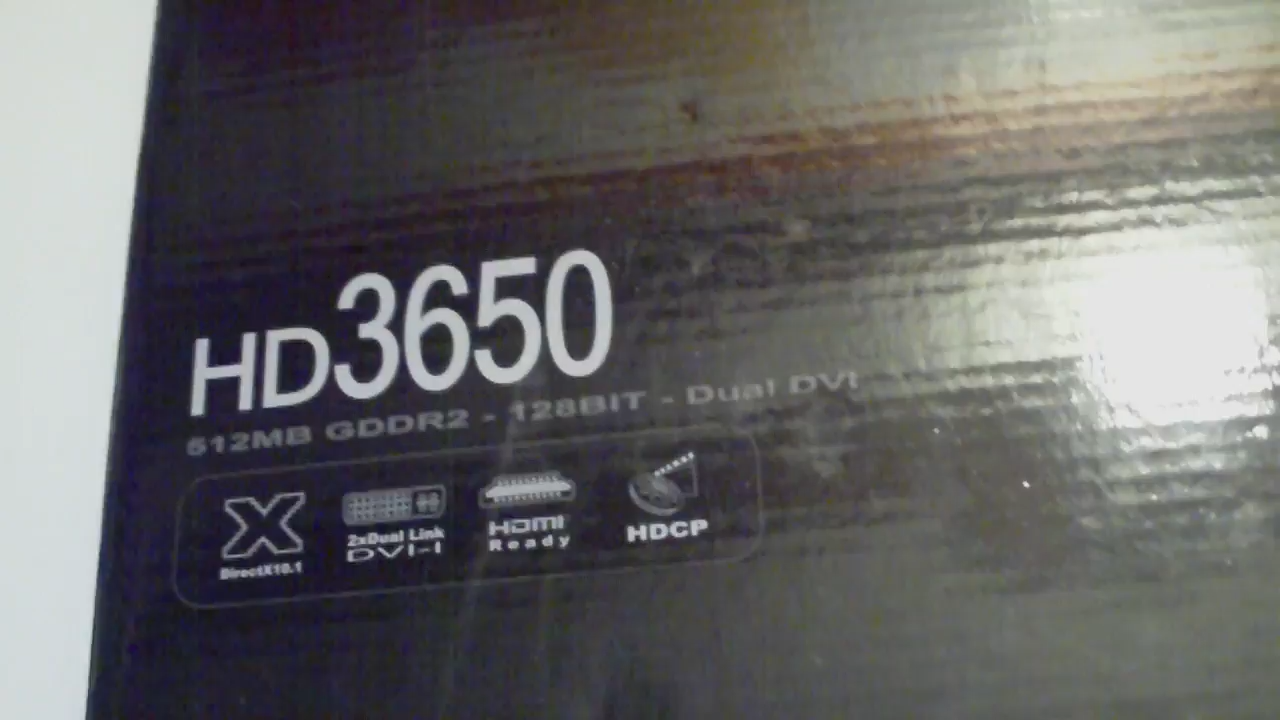 HD3650
512MB GDDR2 - 128BIT - Dual DVI
X
DirectX10.1
2xDual Link
DVI-I
HDMI
Ready
HDCP